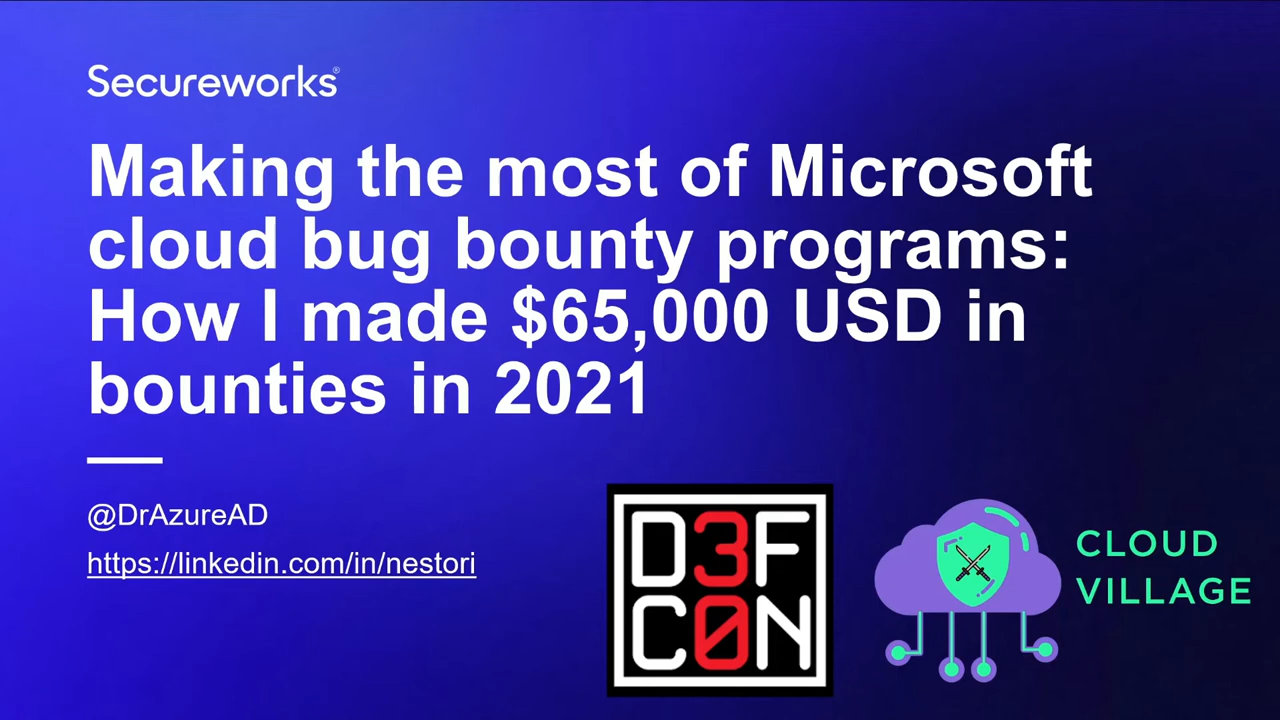 Secureworks®
Making the most of Microsoft
cloud bug bounty programs:
How I made $65,000 USD in
bounties in 2021
@DrAzureAD
https://linkedin.com/in/nestori
D3F
C0N
CLOUD
VILLAGE